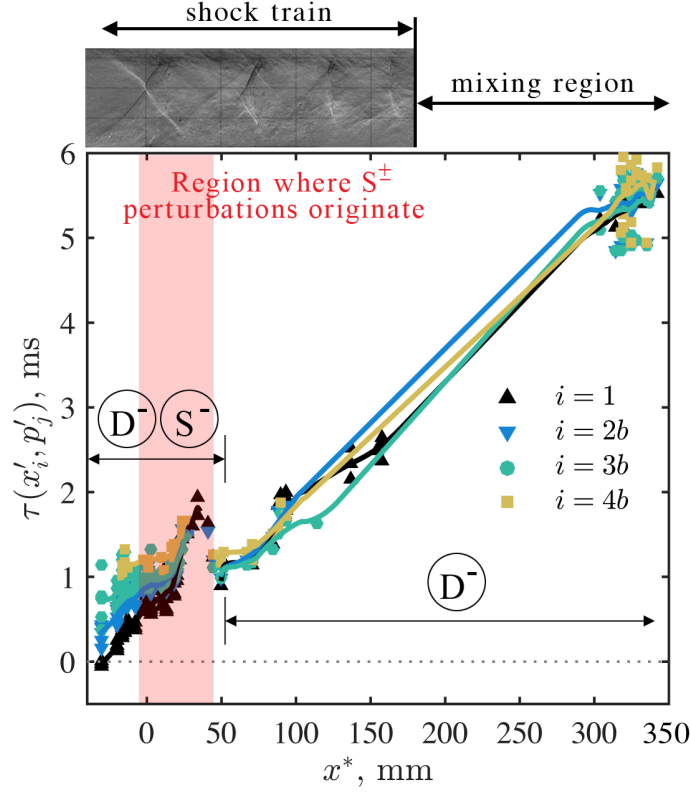 shock train
mixing region
Region where S±
perturbations originate
6
5
4
3
2
1
0
τ(x′ᵢ, p′ⱼ), ms
D⁻ S⁻
i = 1
i = 2b
i = 3b
i = 4b
D⁻
0 50 100 150 200 250 300 350
x*, mm